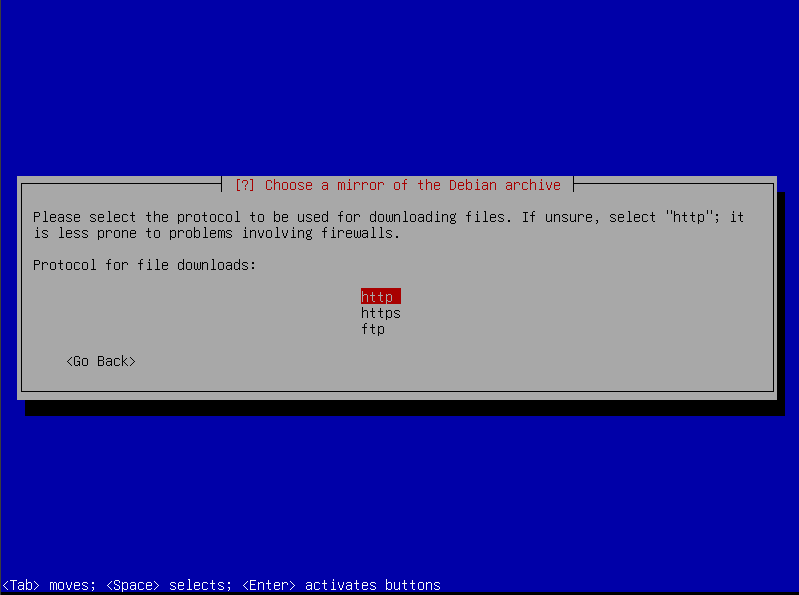 [?] Choose a mirror of the Debian archive
Please select the protocol to be used for downloading files. If unsure, select "http"; it
is less prone to problems involving firewalls.
Protocol for file downloads:
http
https
ftp
<Go Back>
<Tab> moves; <Space> selects; <Enter> activates buttons